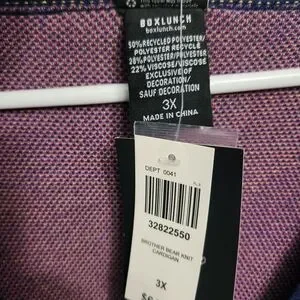 BOXLUNCH
boxlunch.com
50%RECYCLED POLYESTER/
POLYESTER RECYCLE
28%POLYESTER/POLYESTER
22%VISCOSE/VISCOSE
EXCLUSIVE OF
DECORATION/
SAUF DECORATION
3X
MADE IN CHINA
DEPT 0041
32822550
BROTHER BEAR KNIT
CARDIGAN
3X